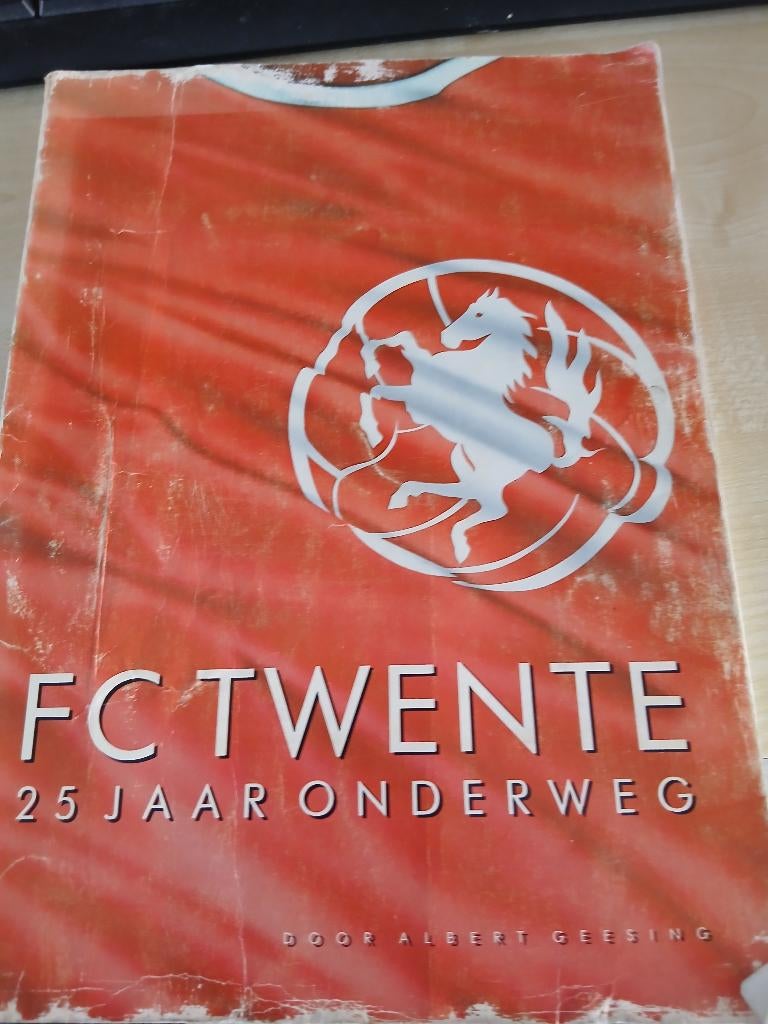 FC TWENTE
25 JAAR ONDERWEG
DOOR ALBERT GEESING